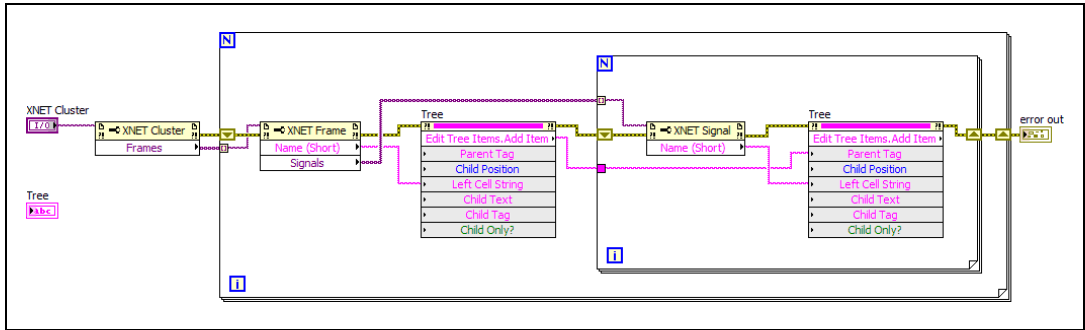 N
N
XNET Cluster
I/O
XNET Cluster
Frames
XNET Frame
Name (Short)
Signals
Tree
Edit Tree Items.Add Item
Parent Tag
Child Position
Left Cell String
Child Text
Child Tag
Child Only?
XNET Signal
Name (Short)
Tree
Edit Tree Items.Add Item
Parent Tag
Child Position
Left Cell String
Child Text
Child Tag
Child Only?
error out
Tree
abc
i
i